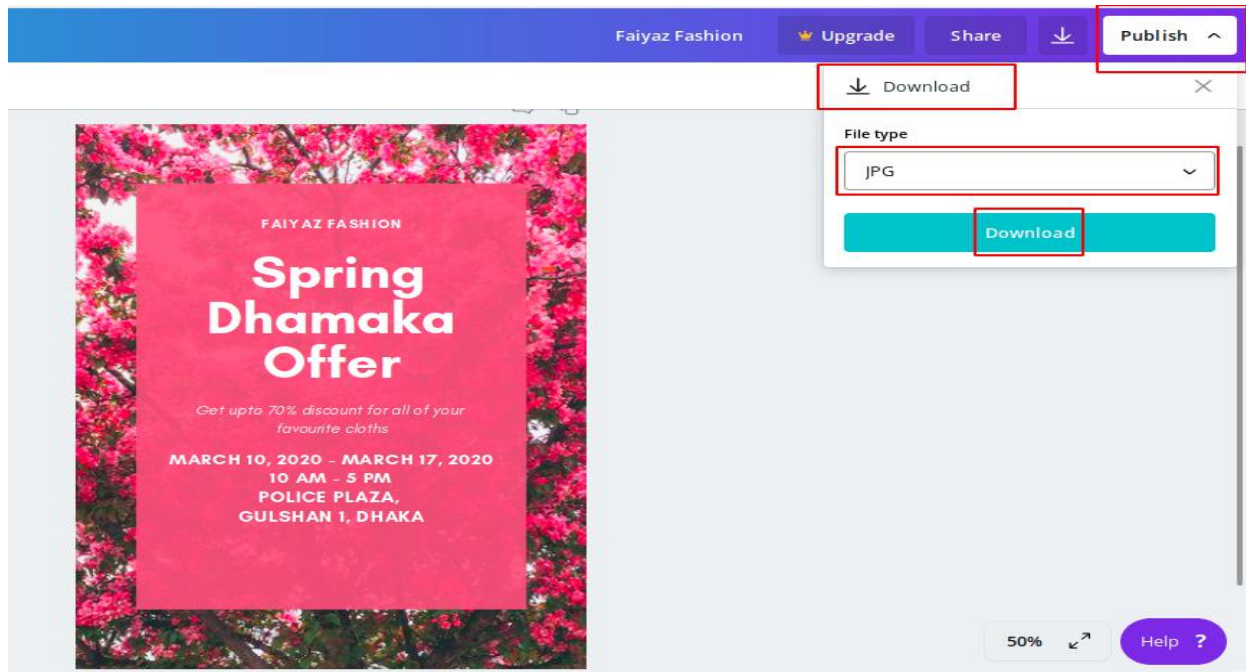 Faiyaz Fashion Upgrade Share Publish
Download
File type
JPG
Download
FAIYAZ FASHION
Spring
Dhamaka
Offer
Get upto 70% discount for all of your
favourite cloths
MARCH 10, 2020 - MARCH 17, 2020
10 AM - 5 PM
POLICE PLAZA,
GULSHAN 1, DHAKA
50% Help ?